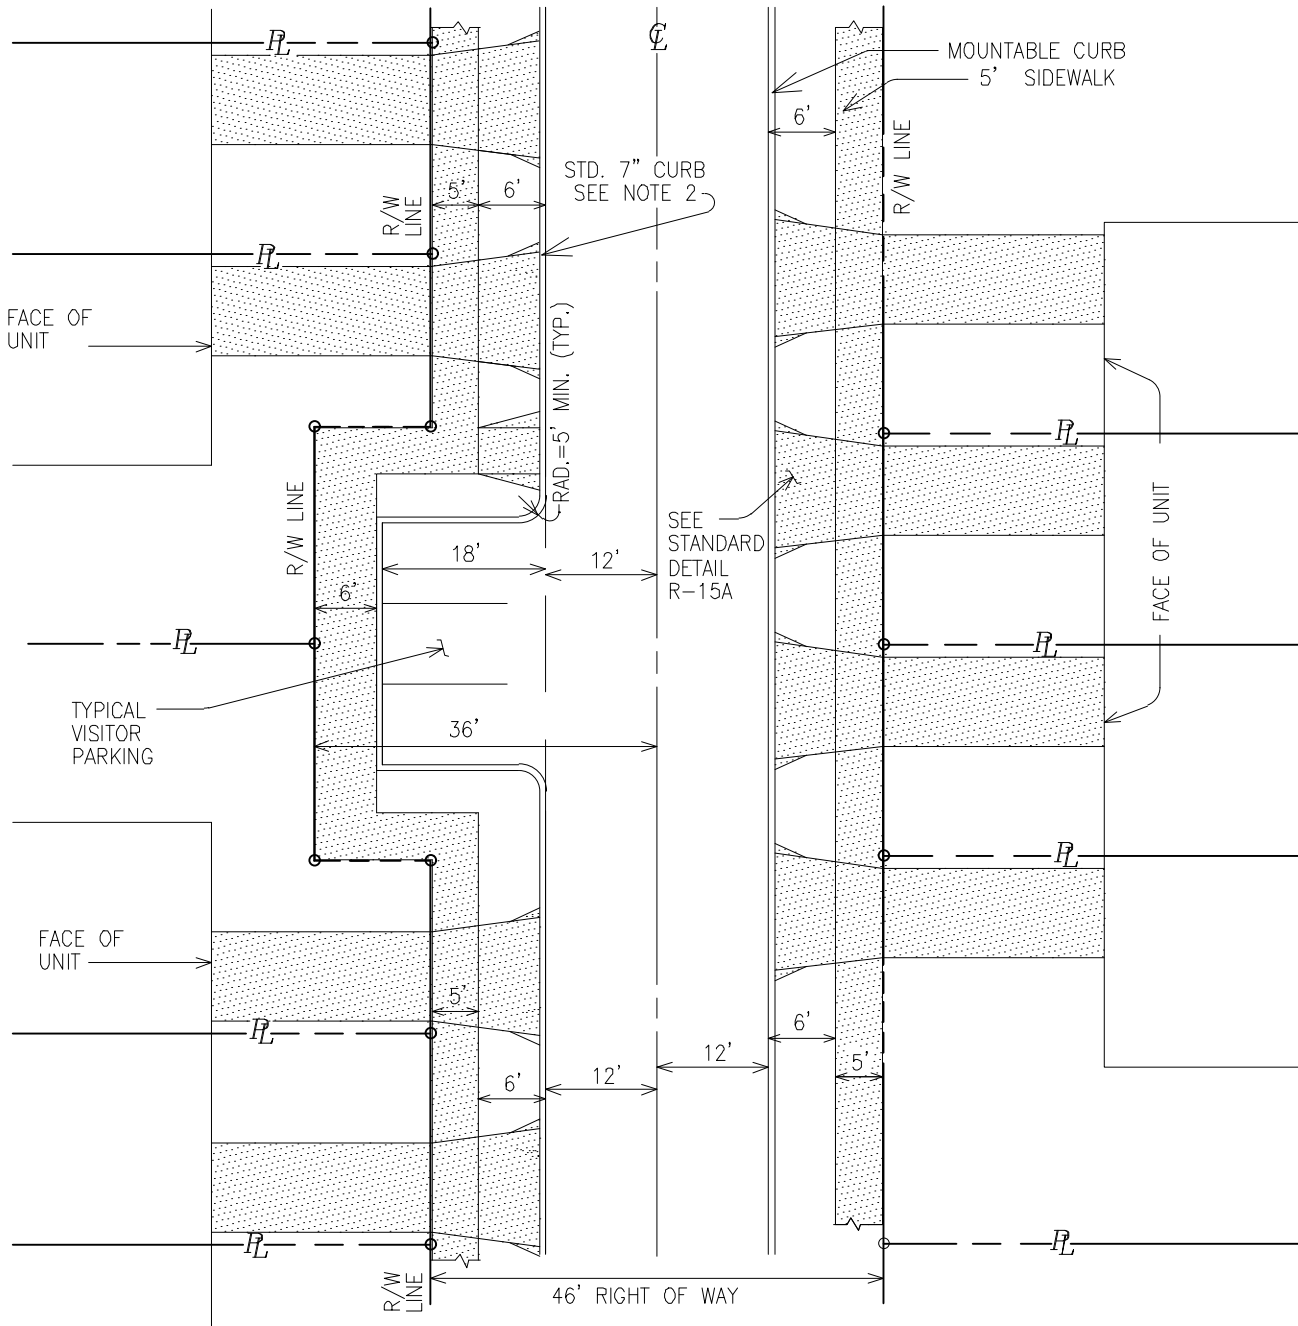 PL
CL
MOUNTABLE CURB
5' SIDEWALK
6'
R/W LINE
STD. 7" CURB
SEE NOTE 2
5'
6'
R/W
LINE
PL
FACE OF
UNIT
RAD.=5' MIN. (TYP.)
PL
R/W LINE
SEE
STANDARD
DETAIL
R-15A
FACE OF UNIT
18'
12'
6'
PL
PL
TYPICAL
VISITOR
PARKING
36'
PL
FACE OF
UNIT
5'
PL
6'
12'
12'
6'
5'
PL
PL
R/W
LINE
46' RIGHT OF WAY